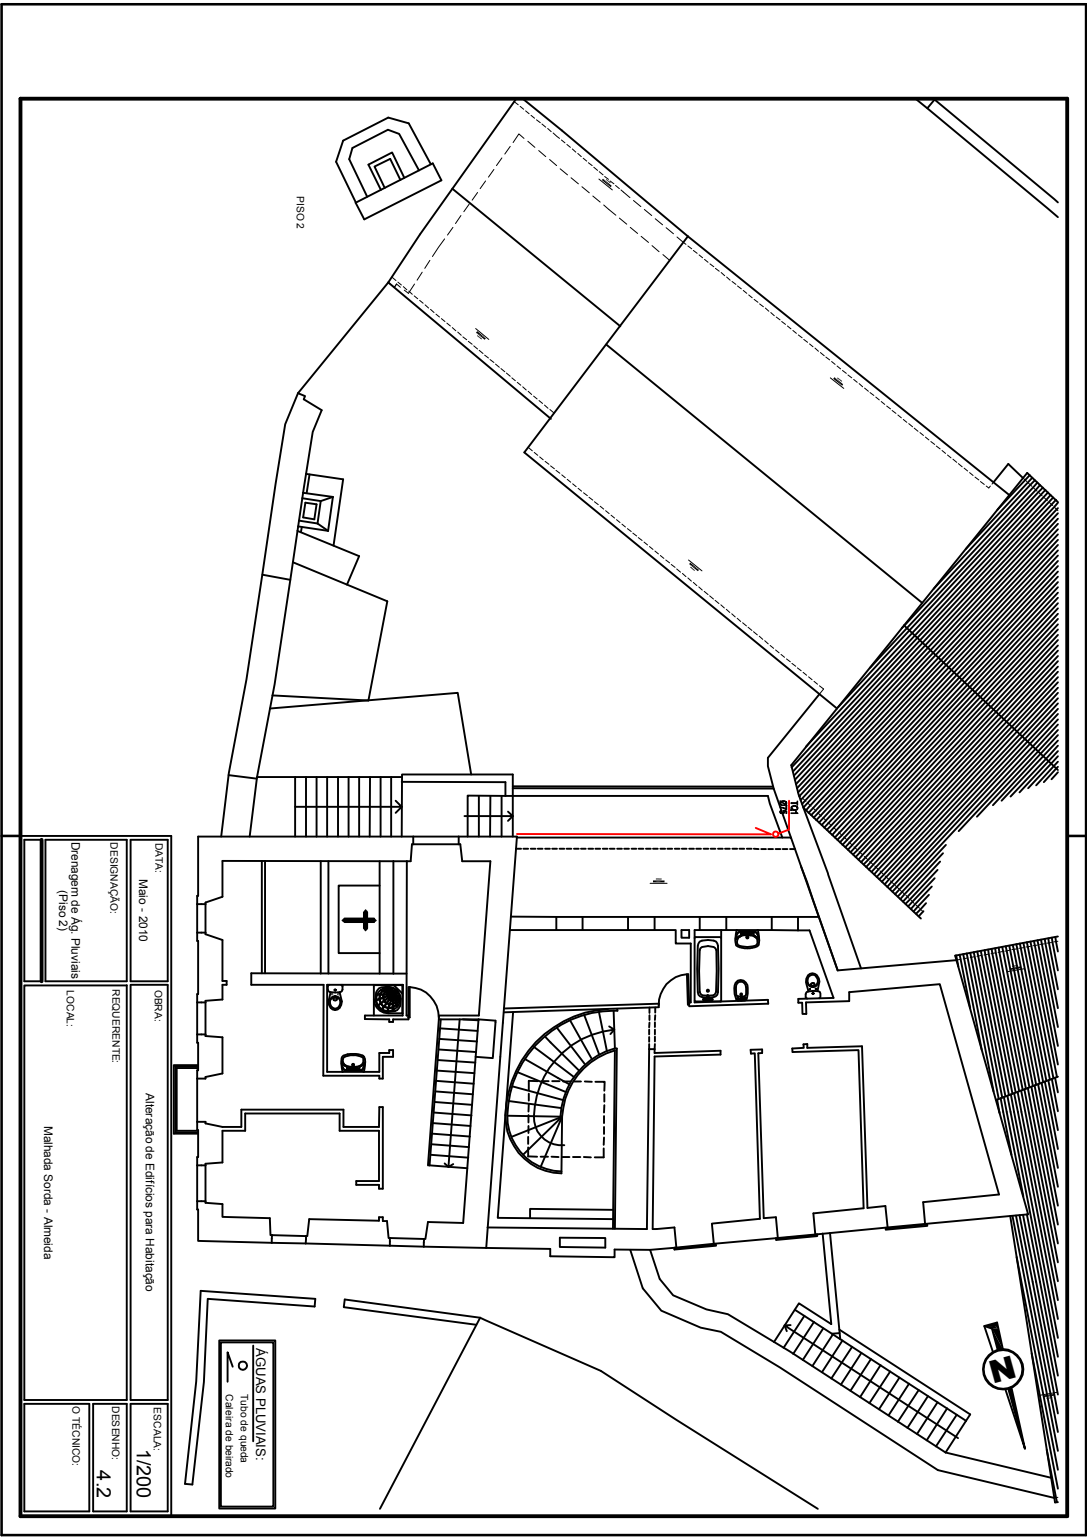 PISO 2
TQ1
N
ÁGUAS PLUVIAIS:
Tubo de queda
Caleira de beirado
DATA:
Maio - 2010
DESIGNAÇÃO:
Drenagem de Ág. Pluviais
(Piso 2)
OBRA:
Alteração de Edifícios para Habitação
REQUERENTE:
LOCAL:
Malhada Sorda - Almeida
ESCALA:
1/200
DESENHO:
4.2
O TÉCNICO: